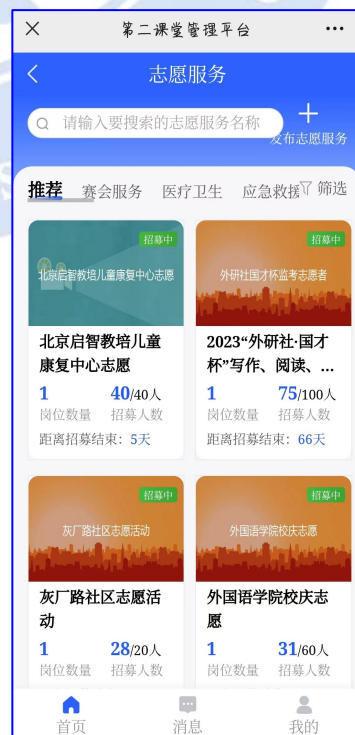 第二课堂管理平台
志愿服务
请输入要搜索的志愿服务名称
发布志愿服务
推荐 赛会服务 医疗卫生 应急救援 筛选
招募中
北京启智教培儿童康复中心志愿
北京启智教培儿童
康复中心志愿
1 40/40人
岗位数量 招募人数
距离招募结束：5天
招募中
外研社国才杯监考志愿者
2023“外研社·国才
杯”写作、阅读、...
1 75/100人
岗位数量 招募人数
距离招募结束：66天
招募中
灰厂路社区志愿活动
灰厂路社区志愿活
动
1 28/20人
岗位数量 招募人数
招募中
外国语学院校庆志愿
外国语学院校庆志
愿
1 31/60人
岗位数量 招募人数
首页 消息 我的